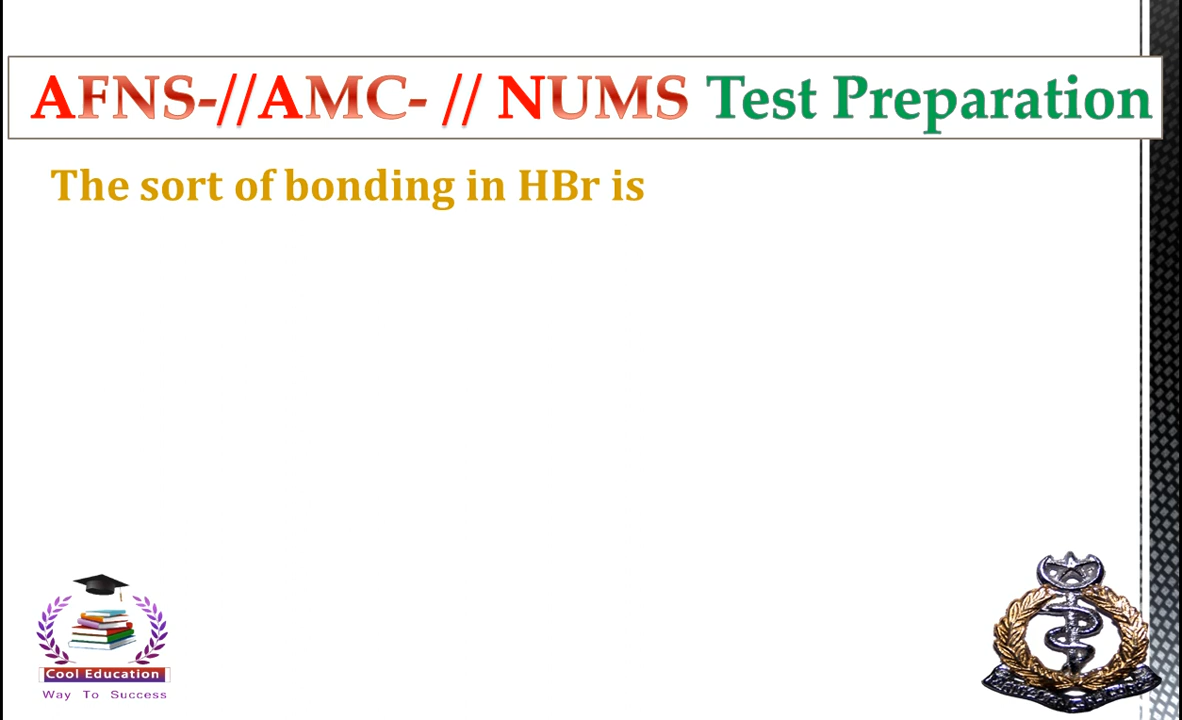 AFNS-//AMC- // NUMS Test Preparation
The sort of bonding in HBr is
Cool Education
Way To Success